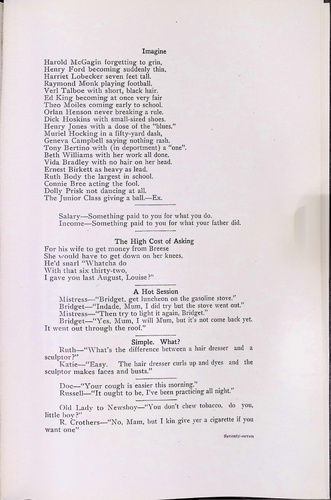 Imagine
Harold McGagin forgetting to grin,
Henry Ford becoming suddenly thin,
Harriet Lobecker seven feet tall.
Raymond Monk playing football.
Verl Talboe with short, black hair.
Ed King becoming at once very fair
Theo Moiles coming early to school.
Orlan Henson never breaking a rule.
Dick Hoskins with small-sized shoes.
Henry Jones with a dose of the "blues."
Muriel Hocking in a fifty-yard dash,
Geneva Campbell saying nothing rash.
Tony Bertino with (in deportment) a "one".
Beth Williams with her work all done.
Vida Bradley with no hair on her head.
Ernest Birkett as heavy as lead.
Ruth Body the largest in school.
Connie Bree acting the fool.
Dolly Prisk not dancing at all.
The Junior Class giving a ball.—Ex.
Salary—Something paid to you for what you do.
Income—Something paid to you for what your father did.
The High Cost of Asking
For his wife to get money from Breese
She would have to get down on her knees,
He'd snarl "Whatcha do
With that six thirty-two,
I gave you last August, Louise?"
A Hot Session
Mistress—"Bridget, get luncheon on the gasoline stove."
Bridget—"Indade, Mum, I did try but the stove went out."
Mistress—"Then try to light it again, Bridget."
Bridget—"Yes, Mum, I will Mum, but it's not come back yet.
It went out through the roof."
Simple. What?
Ruth—"What's the difference between a hair dresser and a
sculptor?"
Katie—"Easy. The hair dresser curls up and dyes and the
sculptor makes faces and busts."
Doe—"Your cough is easier this morning."
Russell—"It ought to be, I've been practicing all night."
Old Lady to Newsboy—"You don't chew tobacco, do you,
little boy?"
R. Crothers—"No, Mam, but I kin give yer a cigarette if you
want one"
Seventy-seven